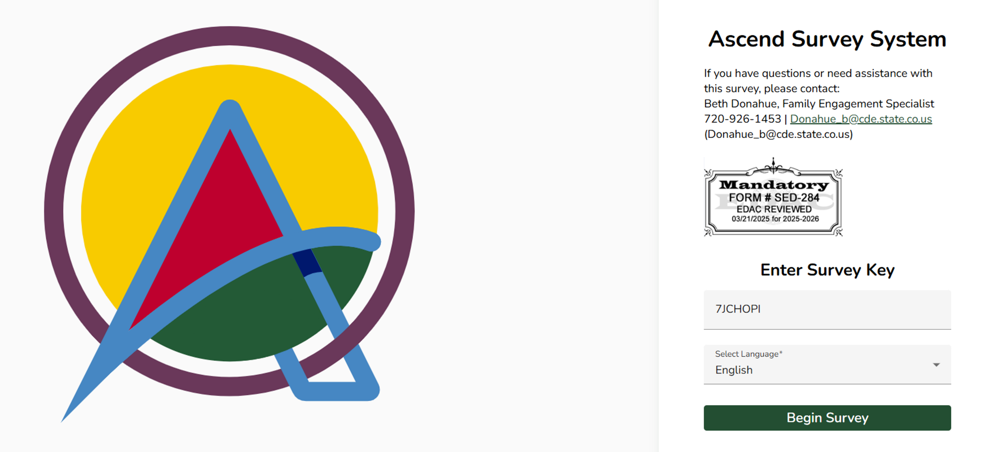 Ascend Survey System
If you have questions or need assistance with
this survey, please contact:
Beth Donahue, Family Engagement Specialist
720-926-1453 | Donahue_b@cde.state.co.us
(Donahue_b@cde.state.co.us)
Mandatory
FORM # SED-284
EDAC REVIEWED
03/21/2025 for 2025-2026
EDAC
Enter Survey Key
7JCHOPI
Select Language*
English
Begin Survey